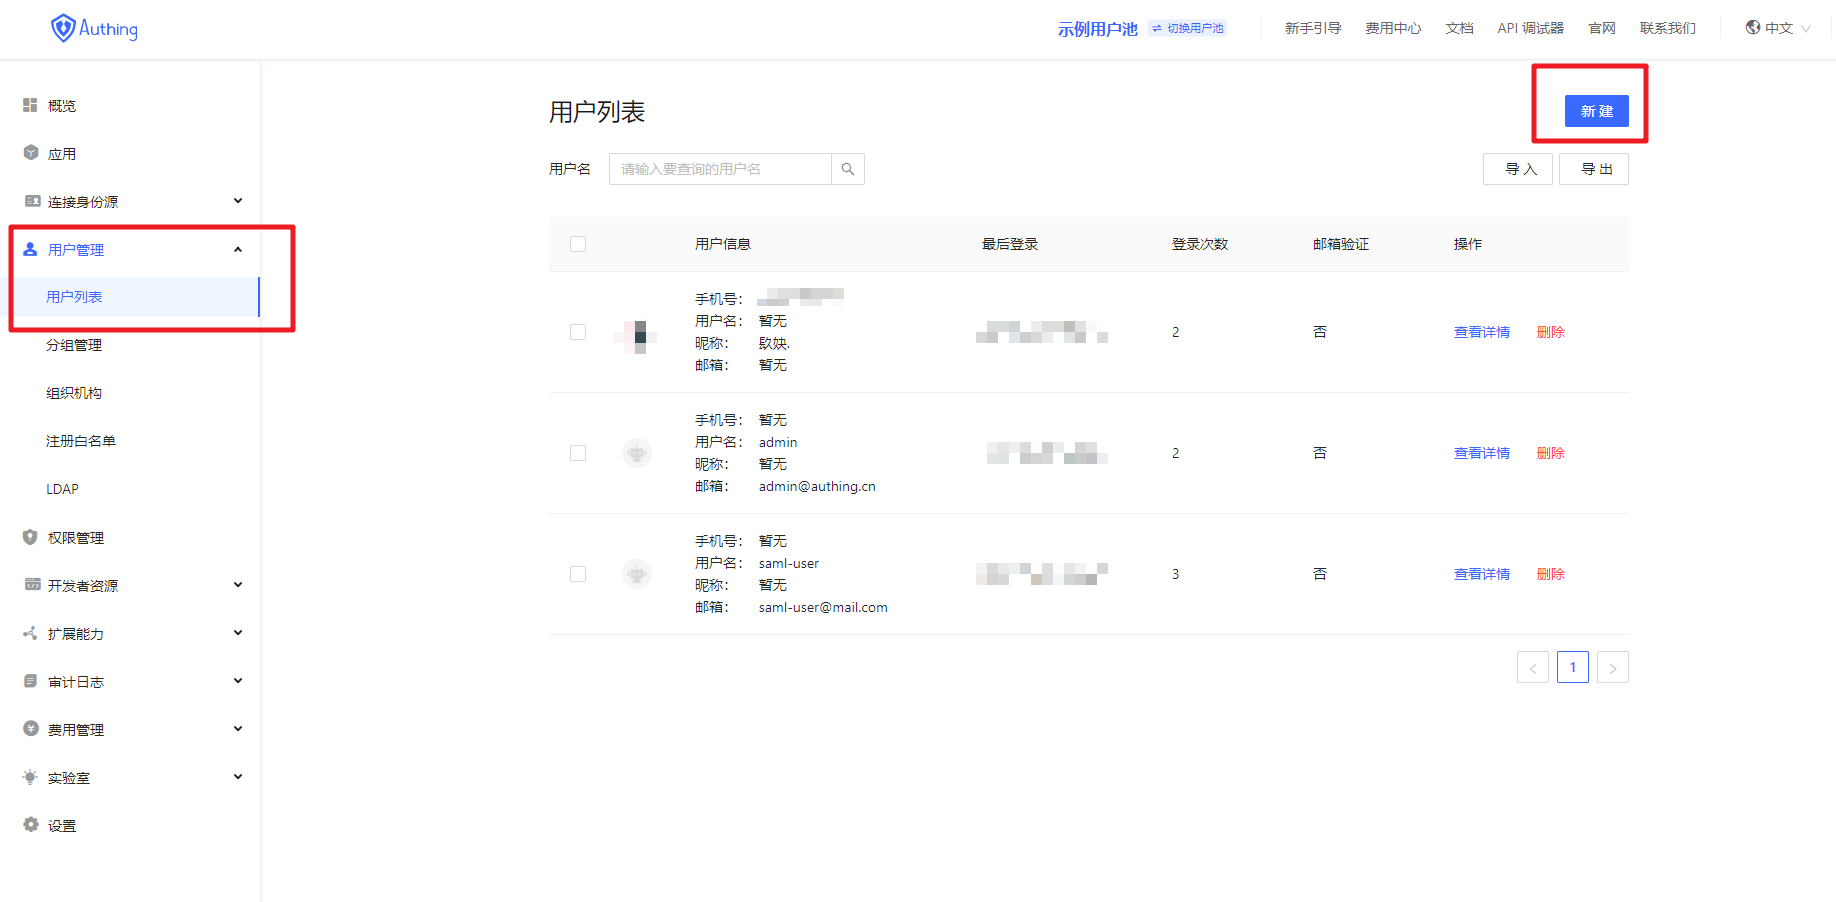 Authing
示例用户池
切换用户池
新手引导
费用中心
文档
API 调试器
官网
联系我们
中文
概览
应用
连接身份源
用户管理
用户列表
分组管理
组织机构
注册白名单
LDAP
权限管理
开发者资源
扩展能力
审计日志
费用管理
实验室
设置
用户列表
新 建
用户名
请输入要查询的用户名
导 入
导 出
用户信息
最后登录
登录次数
邮箱验证
操作
手机号：
用户名： 暂无
昵称：
邮箱： 暂无
2
否
查看详情
删除
手机号： 暂无
用户名： admin
昵称： 暂无
邮箱： admin@authing.cn
2
否
查看详情
删除
手机号： 暂无
用户名： saml-user
昵称： 暂无
邮箱： saml-user@mail.com
3
否
查看详情
删除
<
1
>